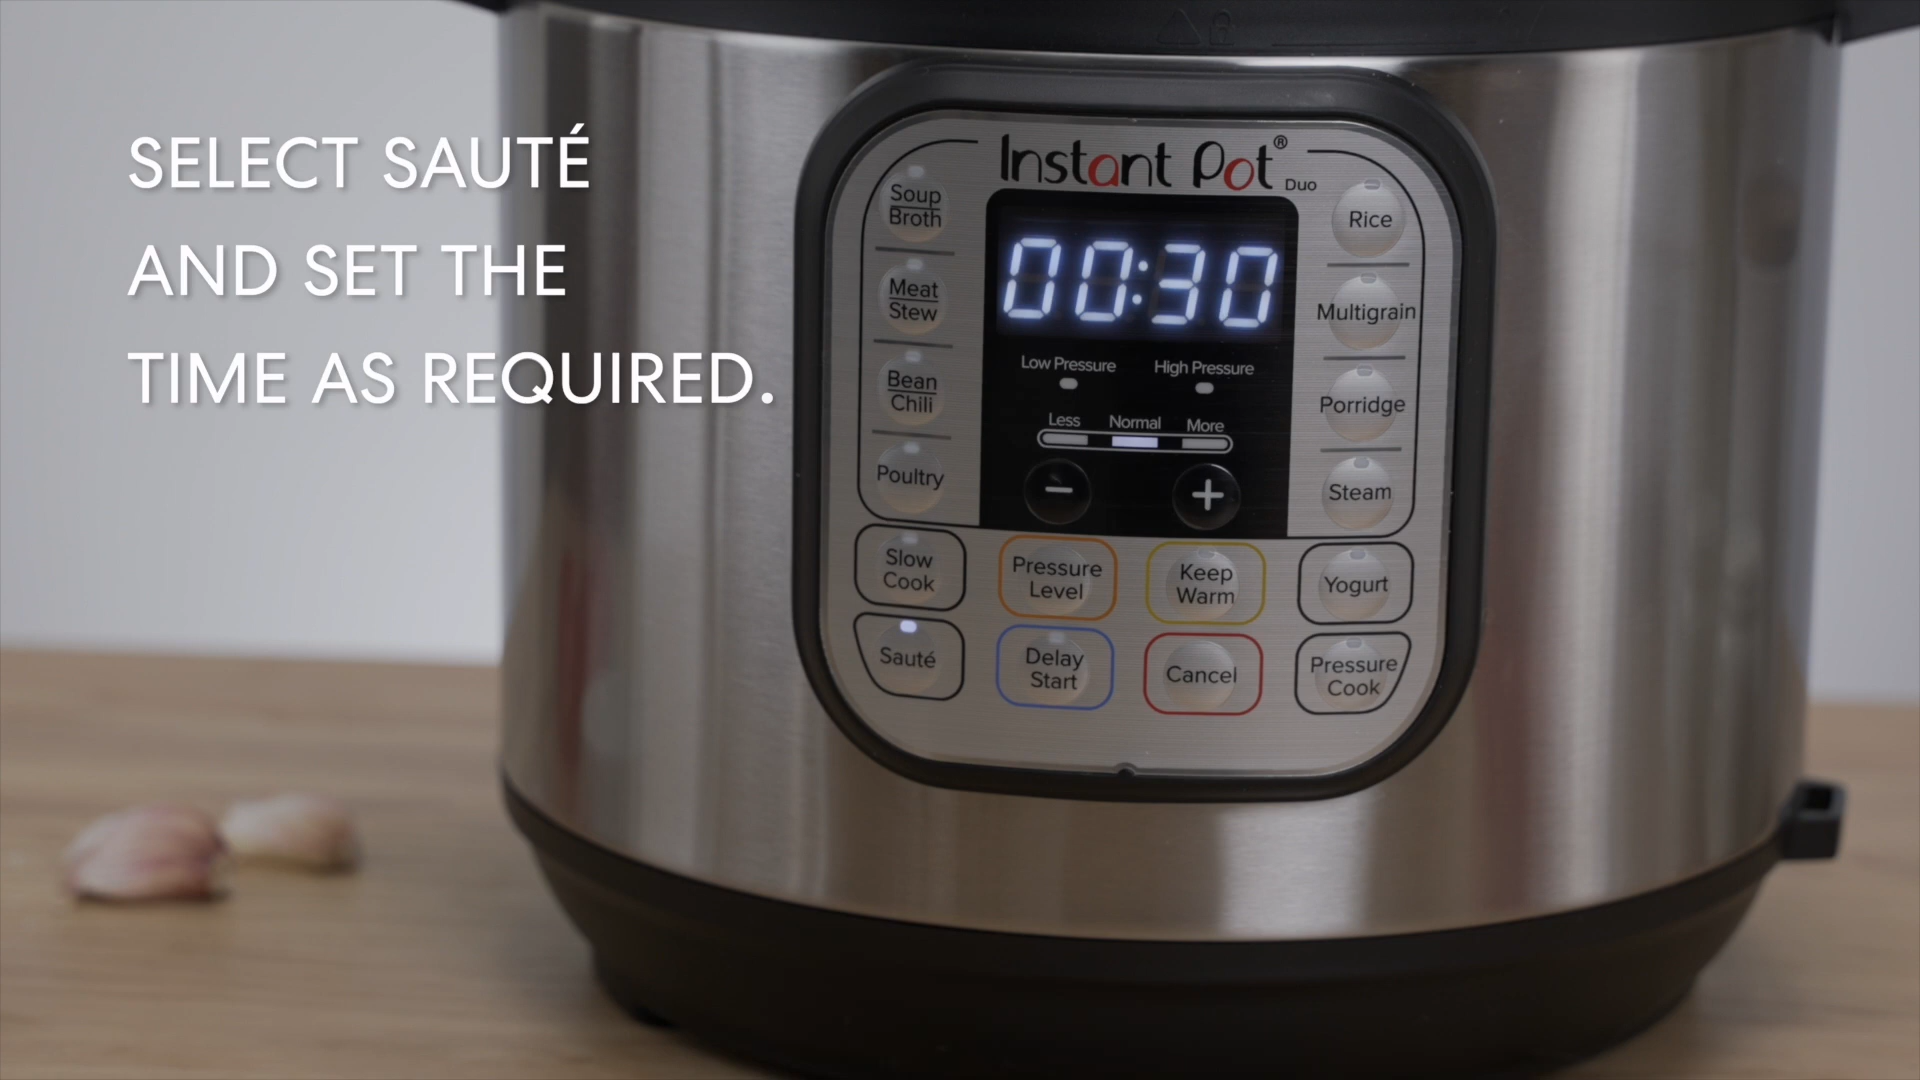 SELECT SAUTÉ
AND SET THE
TIME AS REQUIRED.
Instant Pot® Duo
00:30
Low Pressure High Pressure
Less Normal More
− +
Soup
Broth
Meat
Stew
Bean
Chili
Poultry
Rice
Multigrain
Porridge
Steam
Slow
Cook
Pressure
Level
Keep
Warm
Yogurt
Sauté
Delay
Start
Cancel
Pressure
Cook